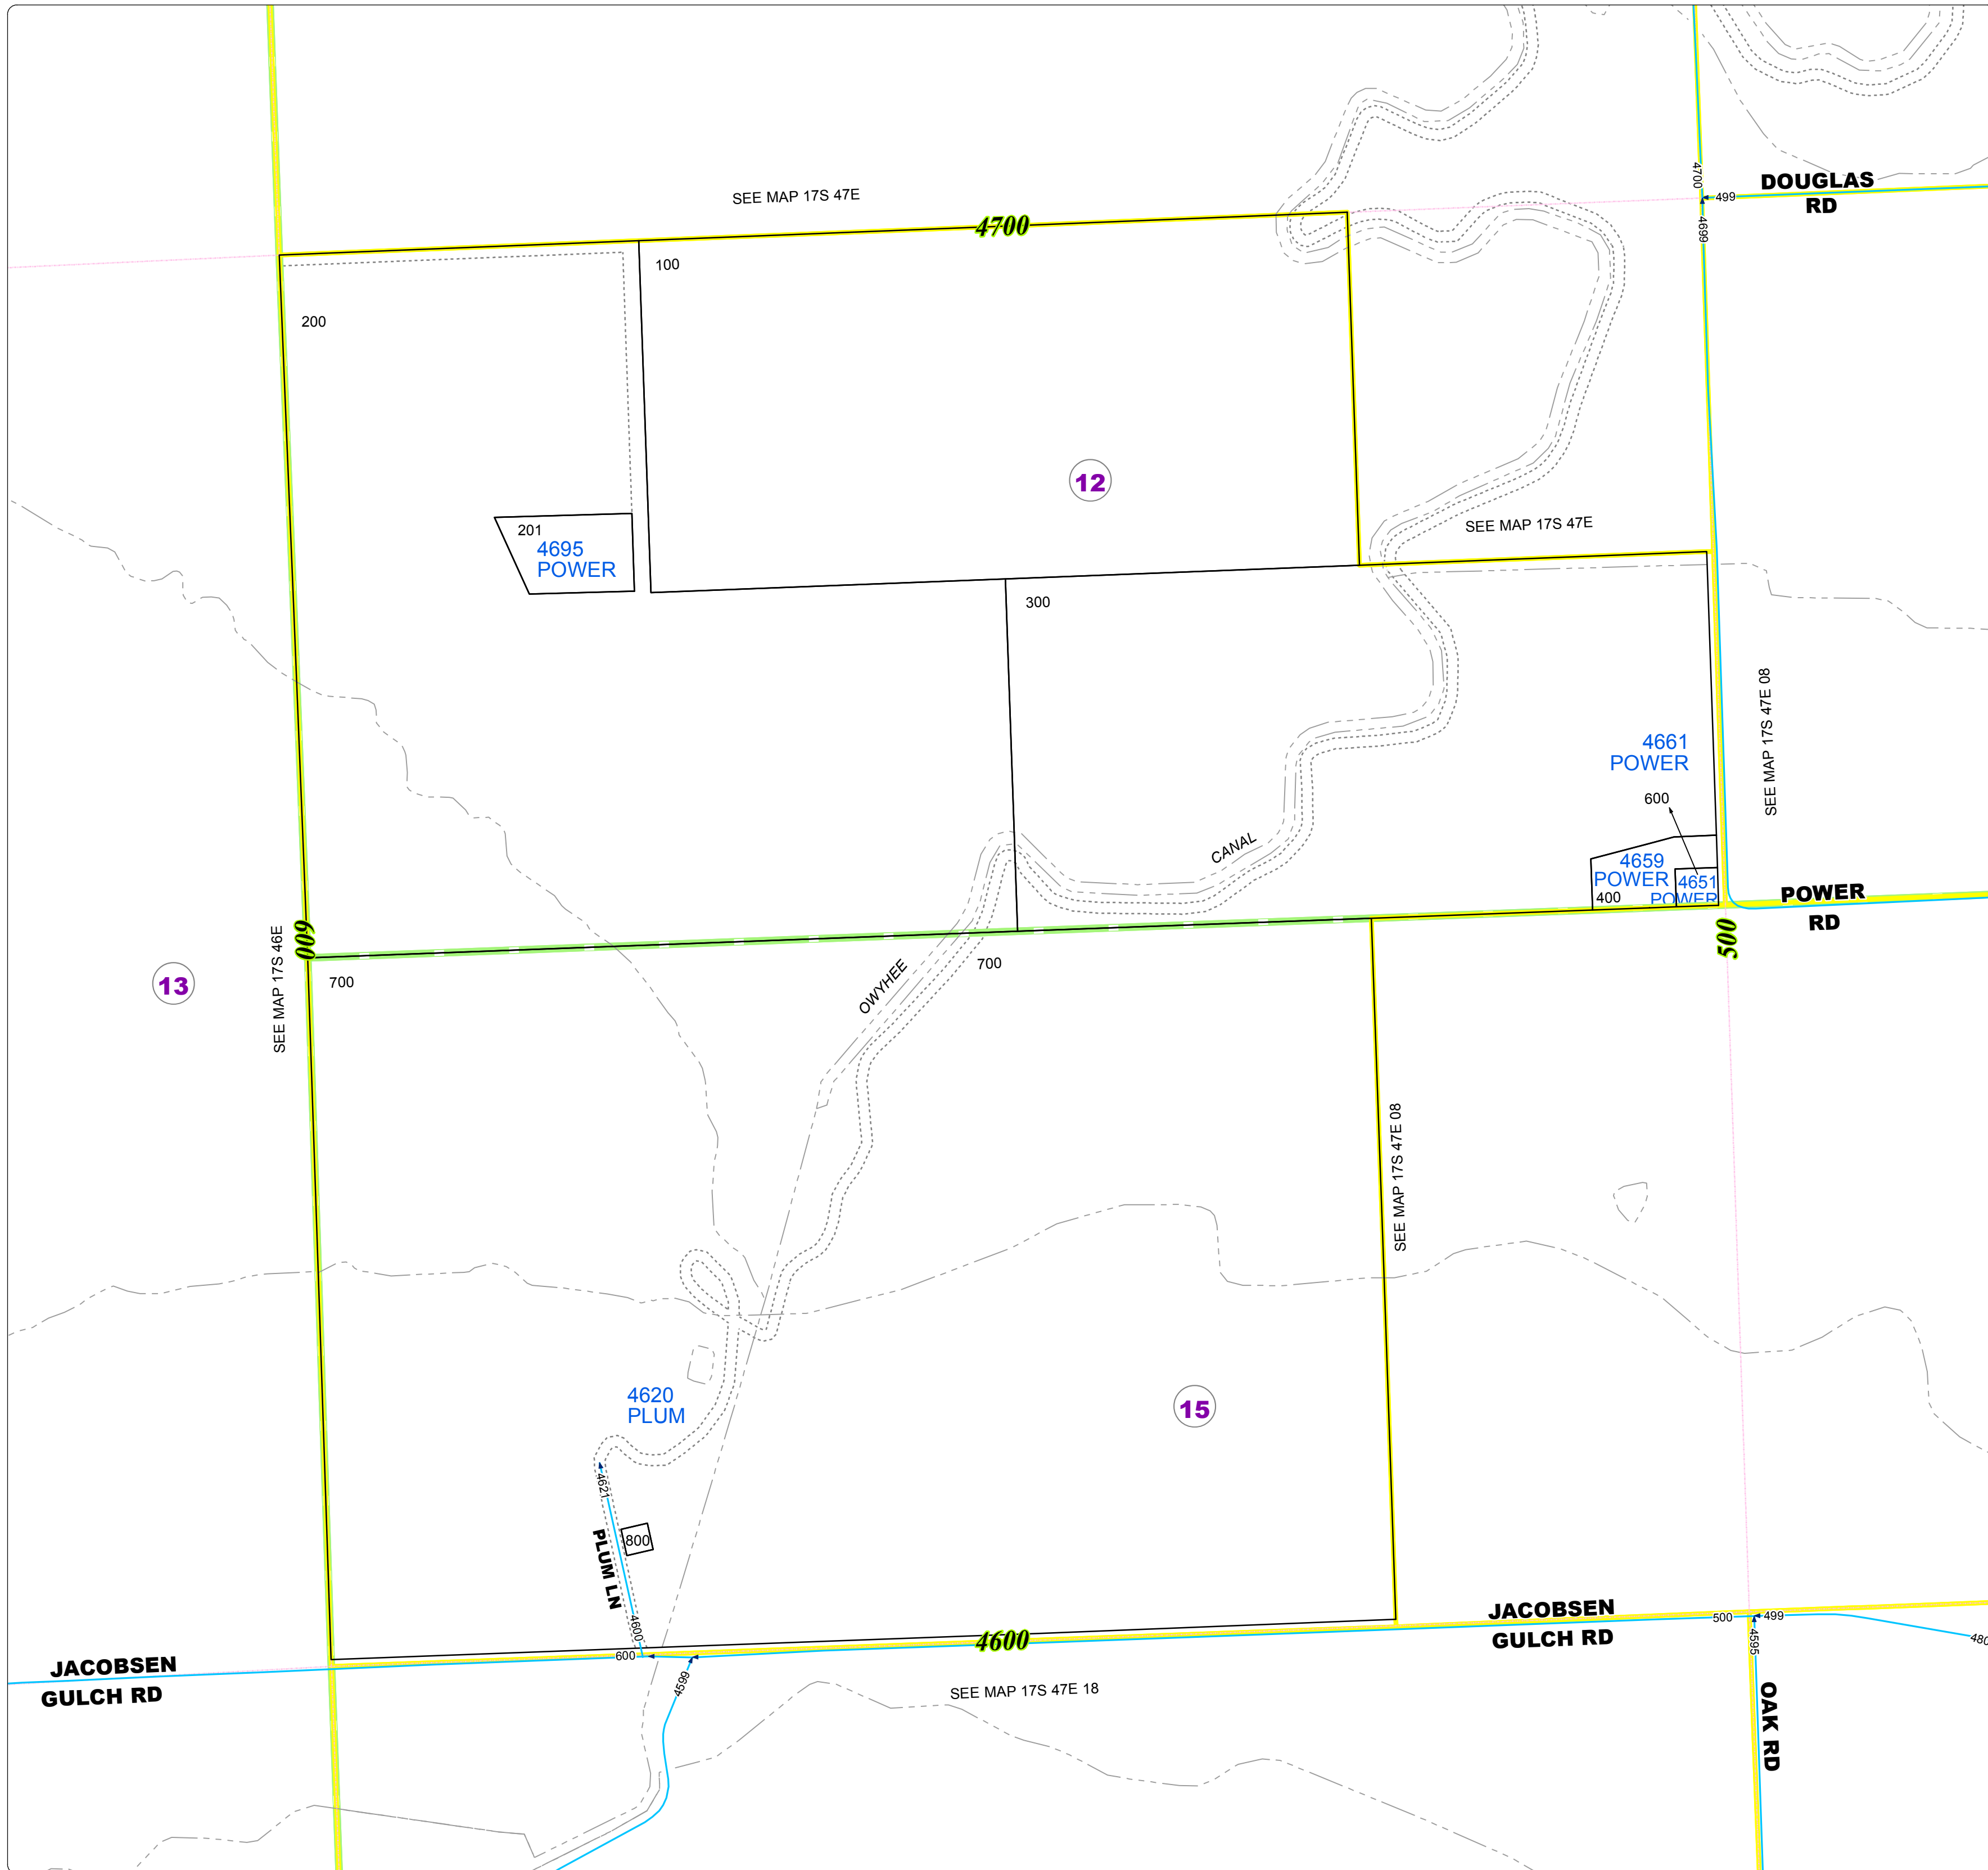 4700
DOUGLAS
RD
499
SEE MAP 17S 47E
4700
4699
100
200
12
SEE MAP 17S 47E
201
4695
POWER
300
SEE MAP 17S 47E 08
4661
POWER
600
CANAL
4659
POWER
4651
POWER
400
POWER
RD
600
500
SEE MAP 17S 46E
700
700
OWYHEE
13
SEE MAP 17S 47E 08
4620
PLUM
15
4621
800
PLUM LN
4600
JACOBSEN
GULCH RD
500
499
4595
480
4600
600
JACOBSEN
GULCH RD
4599
SEE MAP 17S 47E 18
OAK RD